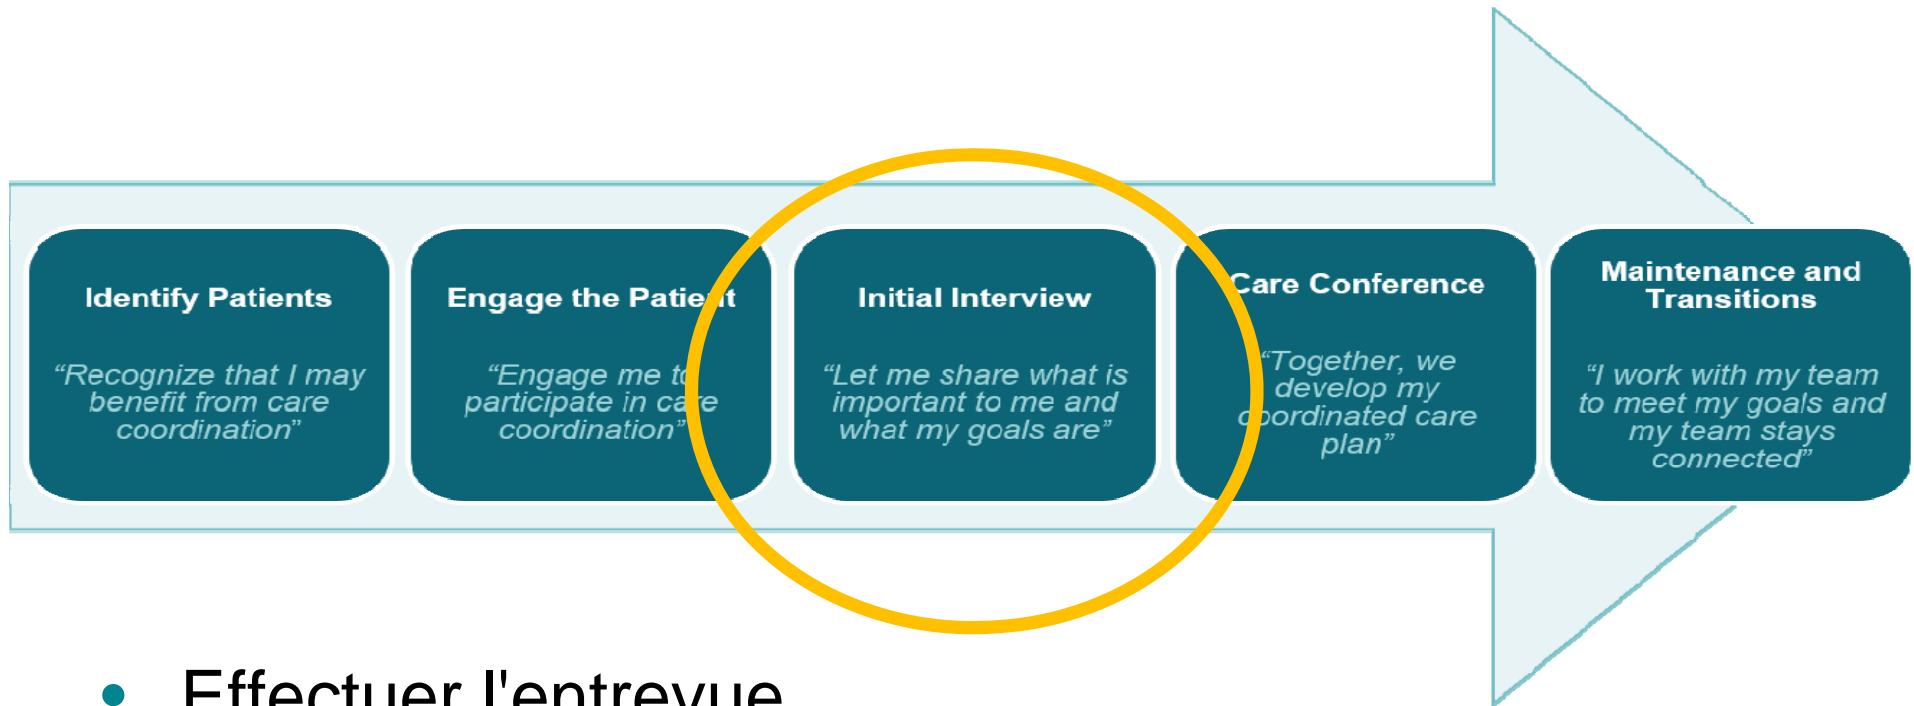 Identify Patients
“Recognize that I may
benefit from care
coordination”
Engage the Patient
“Engage me to
participate in care
coordination”
Initial Interview
“Let me share what is
important to me and
what my goals are”
Care Conference
“Together, we
develop my
coordinated care
plan”
Maintenance and
Transitions
“I work with my team
to meet my goals and
my team stays
connected”
• Effectuer l'entrevue